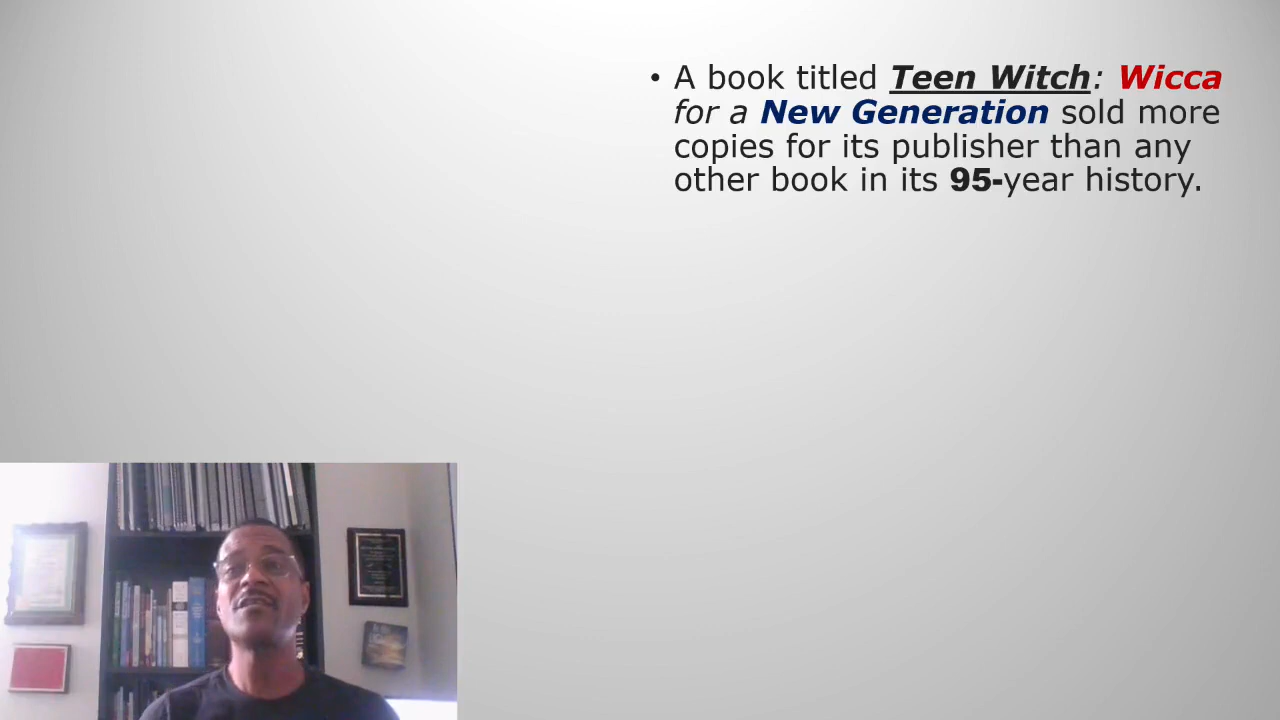 • A book titled Teen Witch: Wicca
for a New Generation sold more
copies for its publisher than any
other book in its 95-year history.